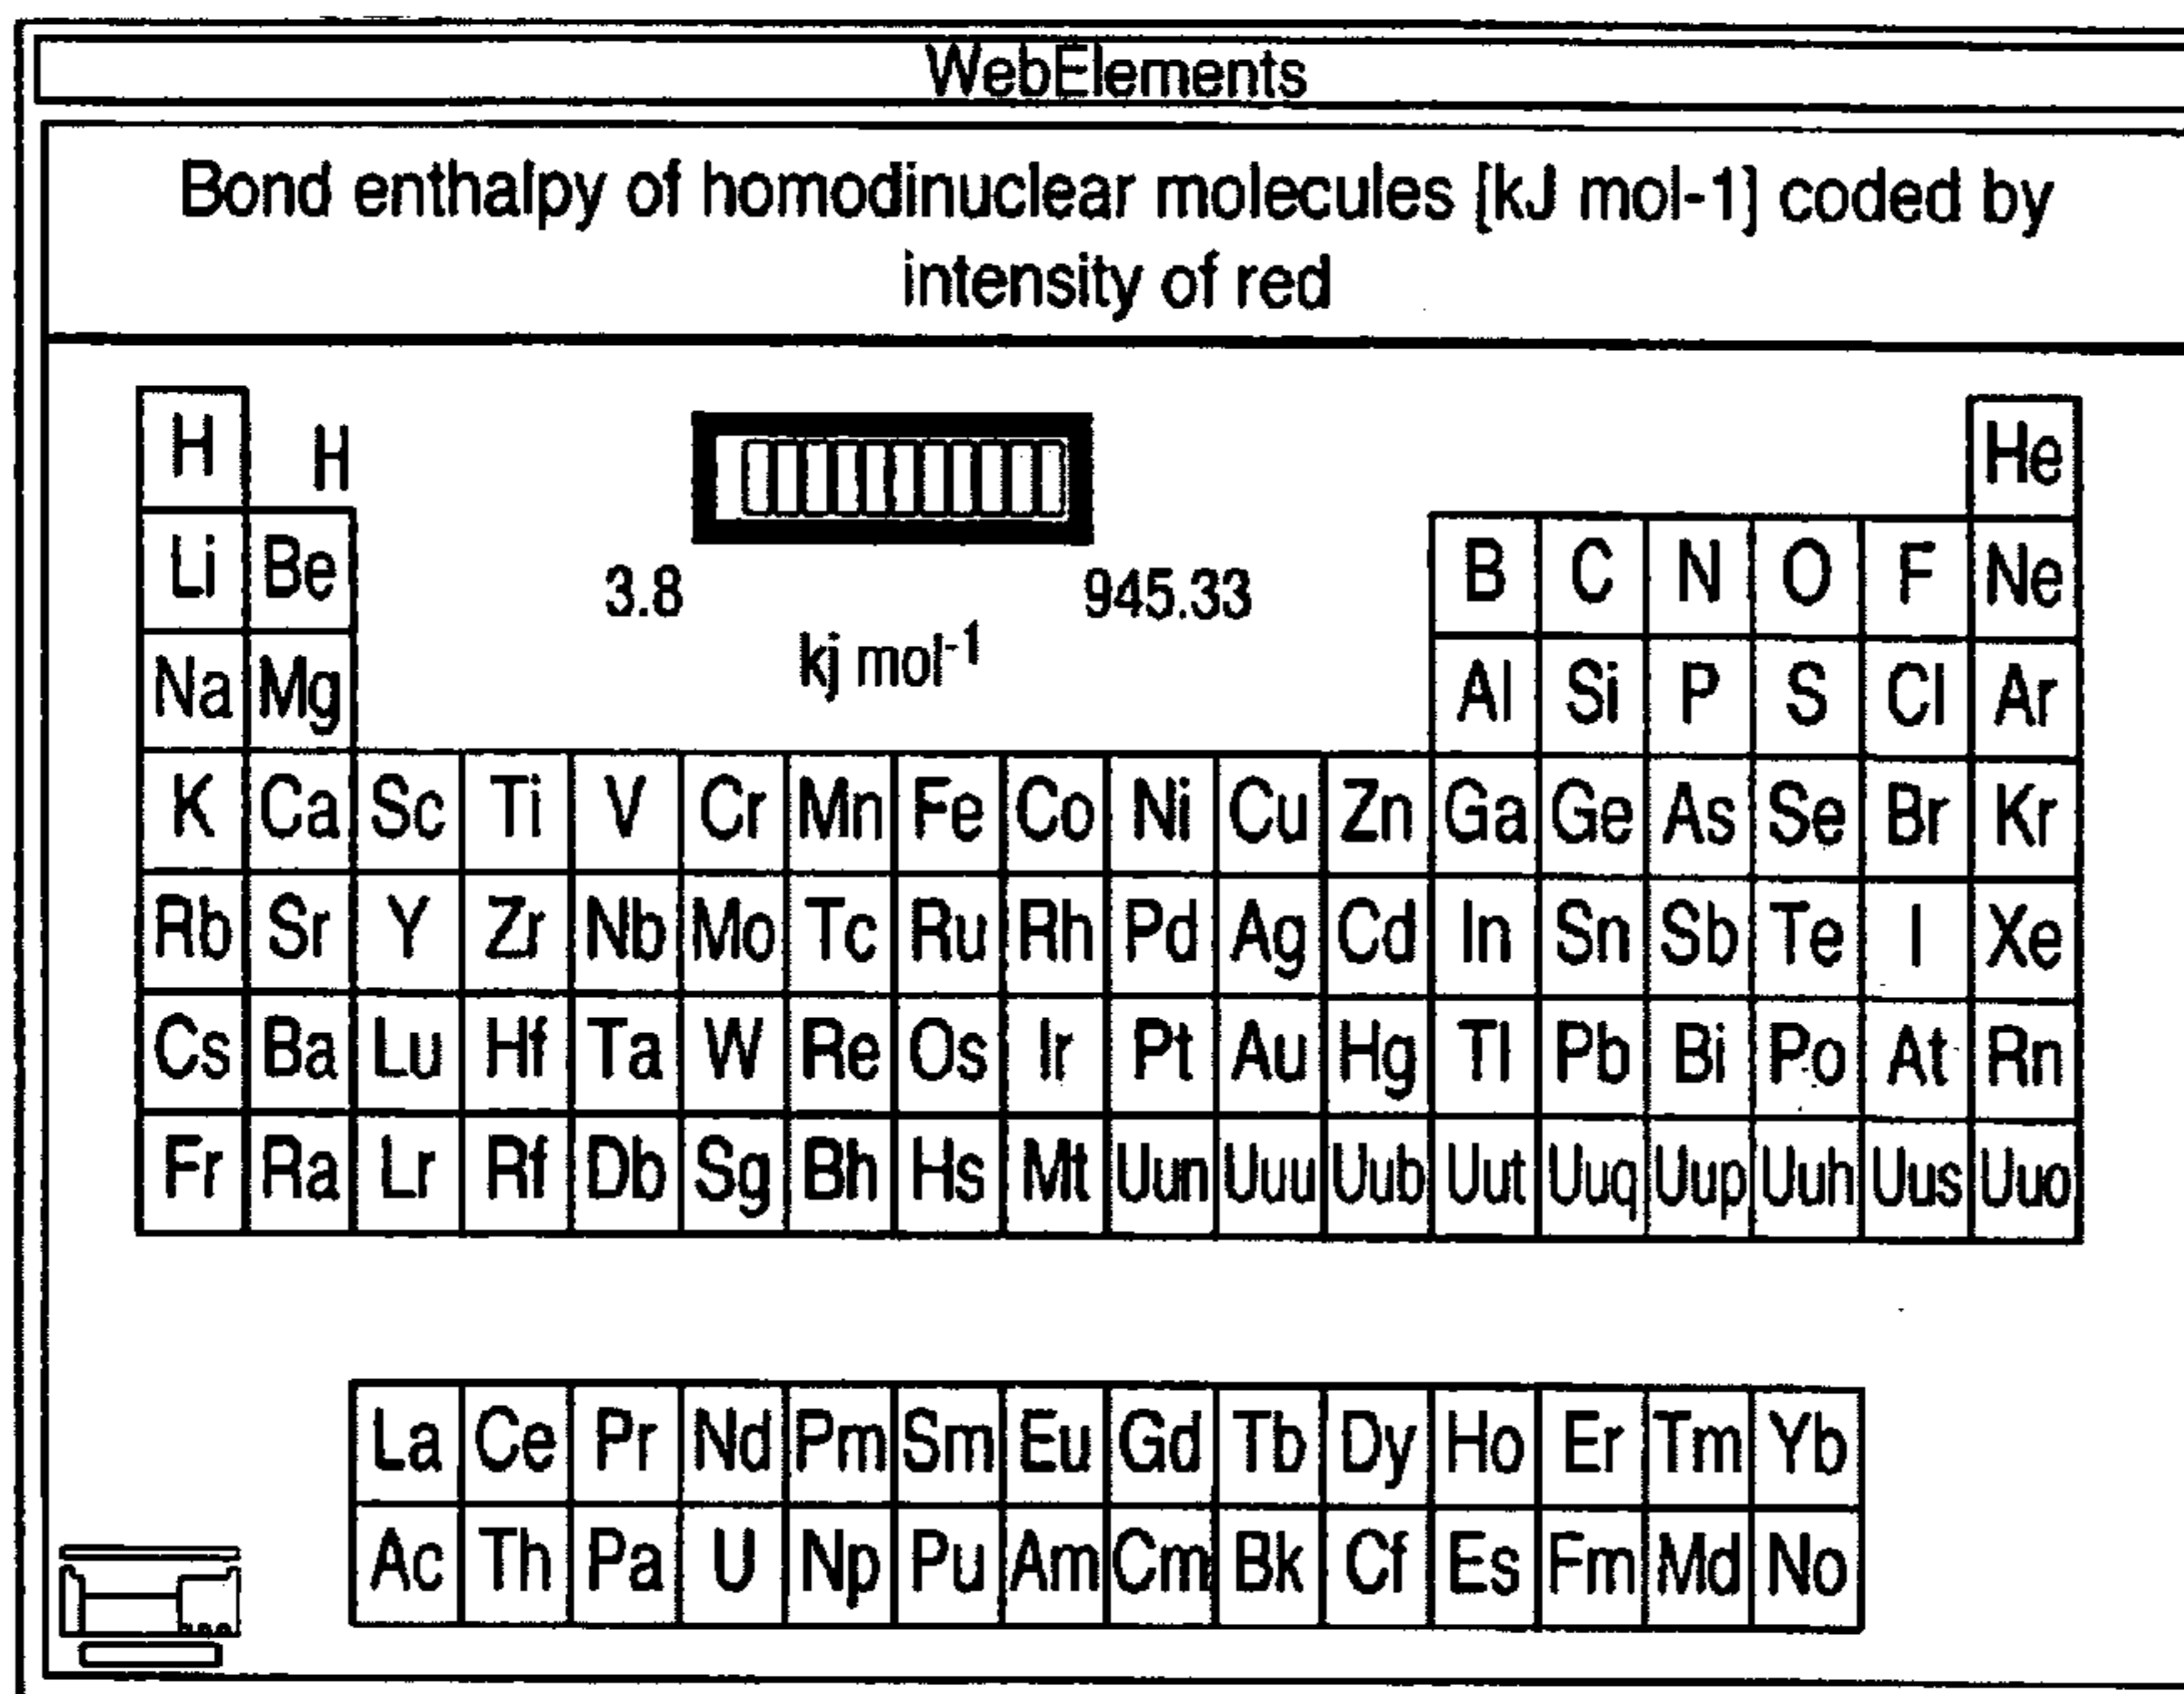 WebElements
Bond enthalpy of homodinuclear molecules [kJ mol-1] coded by
intensity of red
H H He
Li Be 3.8 945.33 B C N O F Ne
kj mol-1
Na Mg Al Si P S Cl Ar
K Ca Sc Ti V Cr Mn Fe Co Ni Cu Zn Ga Ge As Se Br Kr
Rb Sr Y Zr Nb Mo Tc Ru Rh Pd Ag Cd In Sn Sb Te I Xe
Cs Ba Lu Hf Ta W Re Os Ir Pt Au Hg Tl Pb Bi Po At Rn
Fr Ra Lr Rf Db Sg Bh Hs Mt Uun Uuu Uub Uut Uuq Uup Uuh Uus Uuo
La Ce Pr Nd Pm Sm Eu Gd Tb Dy Ho Er Tm Yb
Ac Th Pa U Np Pu Am Cm Bk Cf Es Fm Md No